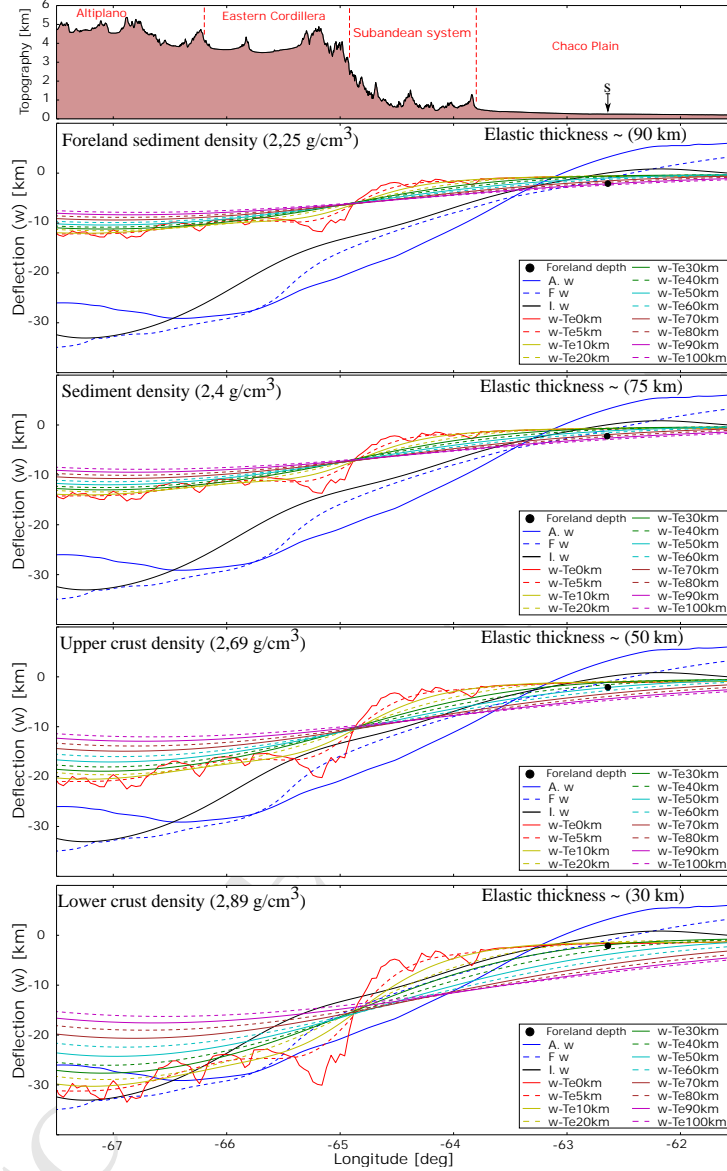 Altiplano
Eastern Cordillera
Subandean system
Chaco Plain
S
Topography [km]
6
5
4
3
2
1
0
Foreland sediment density (2,25 g/cm³)
Elastic thickness ~ (90 km)
Deflection (w) [km]
0
-10
-20
-30
Foreland depth
A. w
F w
I. w
w-Te0km
w-Te5km
w-Te10km
w-Te20km
w-Te30km
w-Te40km
w-Te50km
w-Te60km
w-Te70km
w-Te80km
w-Te90km
w-Te100km
Sediment density (2,4 g/cm³)
Elastic thickness ~ (75 km)
Deflection (w) [km]
0
-10
-20
-30
Foreland depth
A. w
F w
I. w
w-Te0km
w-Te5km
w-Te10km
w-Te20km
w-Te30km
w-Te40km
w-Te50km
w-Te60km
w-Te70km
w-Te80km
w-Te90km
w-Te100km
Upper crust density (2,69 g/cm³)
Elastic thickness ~ (50 km)
Deflection (w) [km]
0
-10
-20
-30
Foreland depth
A. w
F w
I. w
w-Te0km
w-Te5km
w-Te10km
w-Te20km
w-Te30km
w-Te40km
w-Te50km
w-Te60km
w-Te70km
w-Te80km
w-Te90km
w-Te100km
Lower crust density (2,89 g/cm³)
Elastic thickness ~ (30 km)
Deflection (w) [km]
0
-10
-20
-30
Foreland depth
A. w
F w
I. w
w-Te0km
w-Te5km
w-Te10km
w-Te20km
w-Te30km
w-Te40km
w-Te50km
w-Te60km
w-Te70km
w-Te80km
w-Te90km
w-Te100km
-67
-66
-65
-64
-63
-62
Longitude [deg]